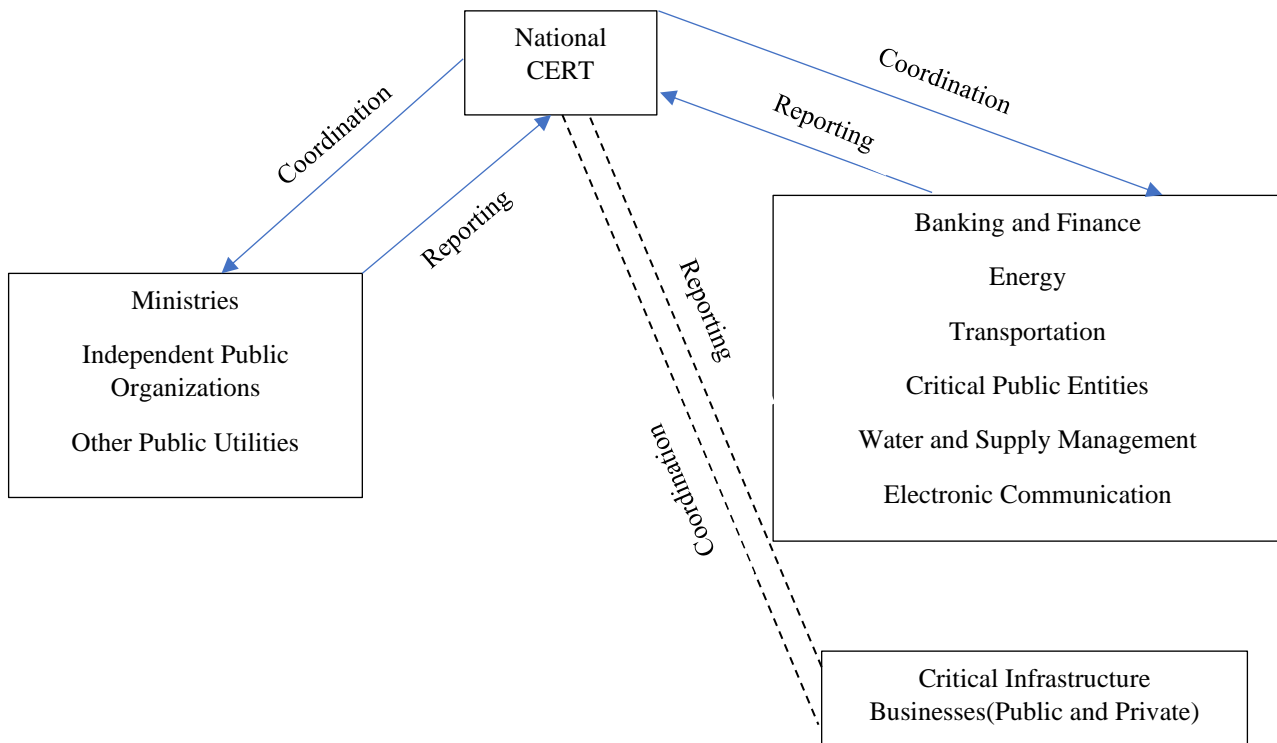 National
CERT
Coordination
Reporting
Coordination
Reporting
Ministries
Independent Public
Organizations
Other Public Utilities
Banking and Finance
Energy
Transportation
Critical Public Entities
Water and Supply Management
Electronic Communication
Reporting
Coordination
Critical Infrastructure
Businesses(Public and Private)